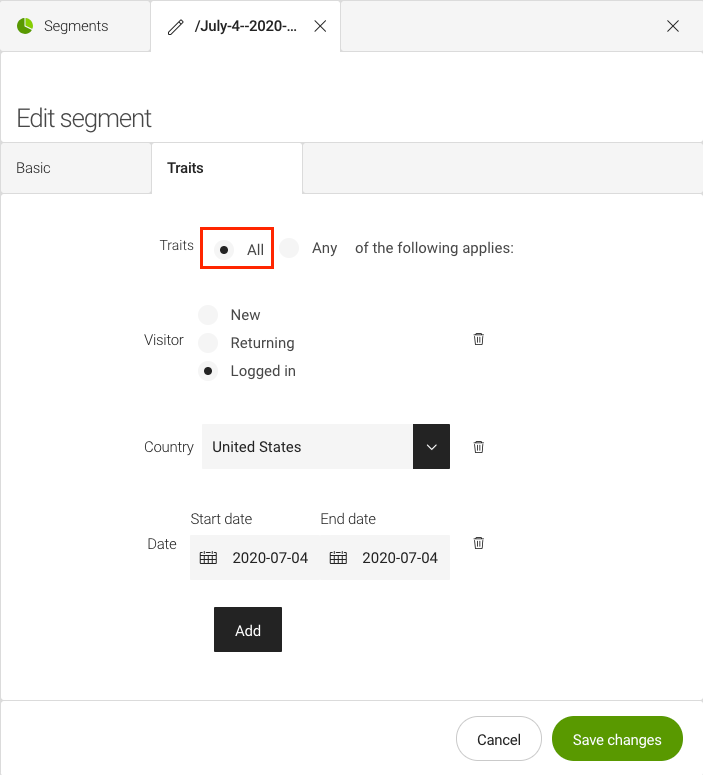 Segments
/July-4--2020-...
Edit segment
Basic
Traits
Traits All Any of the following applies:
New
Visitor Returning
Logged in
Country United States
Start date End date
Date 2020-07-04 2020-07-04
Add
Cancel Save changes